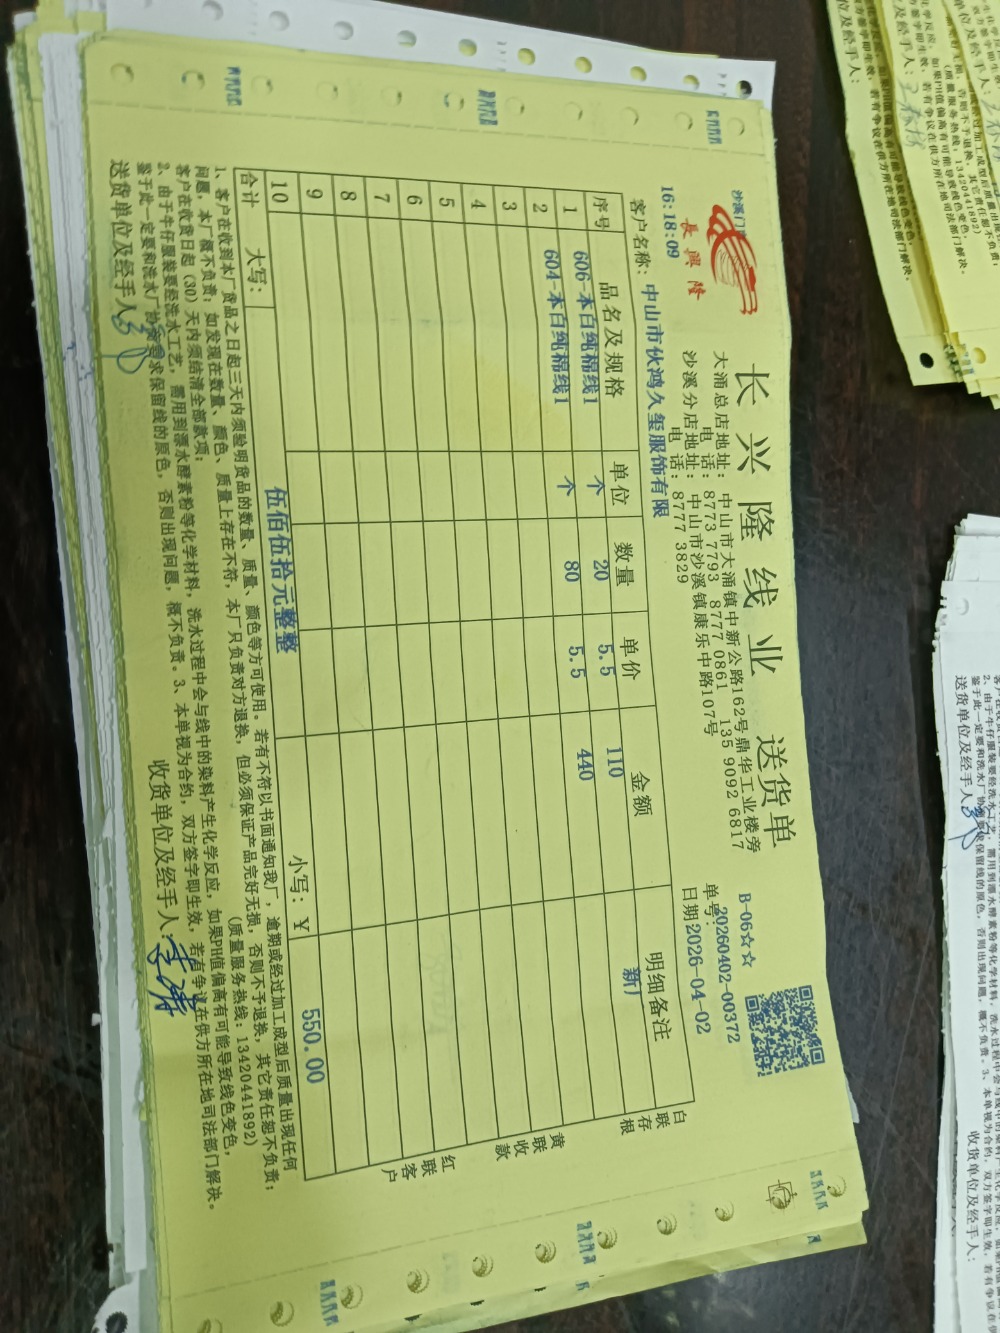 沙溪门市
長興隆
16:18:09
长兴隆线业 送货单
大涌总店地址:中山市大涌镇中新公路162号鼎华工业楼旁
电话:8773 7793 8777 0861 135 9092 6817
沙溪分店地址:中山市沙溪镇康乐中路107号
电话:8777 3829
B-06☆☆
单号:20260402-00372
日期2026-04-02
客户名称:中山市伙鸿久玺服饰有限
序号 品名及规格 单位 数量 单价 金额 明细备注
1 606-本白纯棉线1 个 20 5.5 110 新厂
2 604-本白纯棉线1 个 80 5.5 440
3
4
5
6
7
8
9
10
合计 大写: 伍佰伍拾元整整 小写:¥ 550.00
白联存根
黄联收款
红联客户
1、客户在收到本厂货品之日起三天内须验明货品的数量、质量、颜色等方可使用。若有不符以书面通知我厂,逾期或经过加工成型后质量出现任何
问题,本厂概不负责;如发现在数量、颜色、质量上存在不符,本厂只负责对方退换,但必须保证产品完好无损,否则不予退换,其它责任恕不负责;
客户在收货日起(30)天内须结清全部款项; (质量服务热线:13420441892)
2、由于牛仔服装要经洗水工艺,需用到漂水酵素粉等化学材料,洗水过程中会与线中的染料产生化学反应,如果PH值偏高有可能导致线色变色,
鉴于此一定要和洗水厂协商要求保留线的原色,否则出现问题,概不负责。3、本单视为合约,双方签字即生效,若有争议在供方所在地司法部门解决。
送货单位及经手人: 收货单位及经手人:李涛